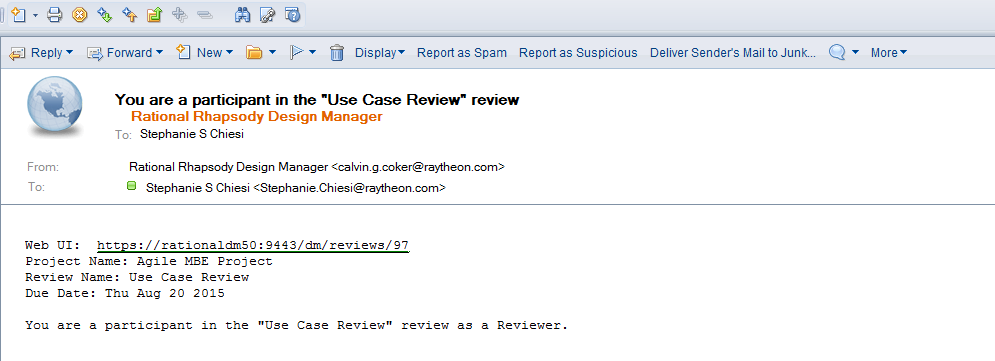 Reply Forward New Display Report as Spam Report as Suspicious Deliver Sender's Mail to Junk... More
You are a participant in the "Use Case Review" review
Rational Rhapsody Design Manager
To: Stephanie S Chiesi
From: Rational Rhapsody Design Manager <calvin.g.coker@raytheon.com>
To: Stephanie S Chiesi <Stephanie.Chiesi@raytheon.com>
Web UI: https://rationaldm50:9443/dm/reviews/97
Project Name: Agile MBE Project
Review Name: Use Case Review
Due Date: Thu Aug 20 2015
You are a participant in the "Use Case Review" review as a Reviewer.